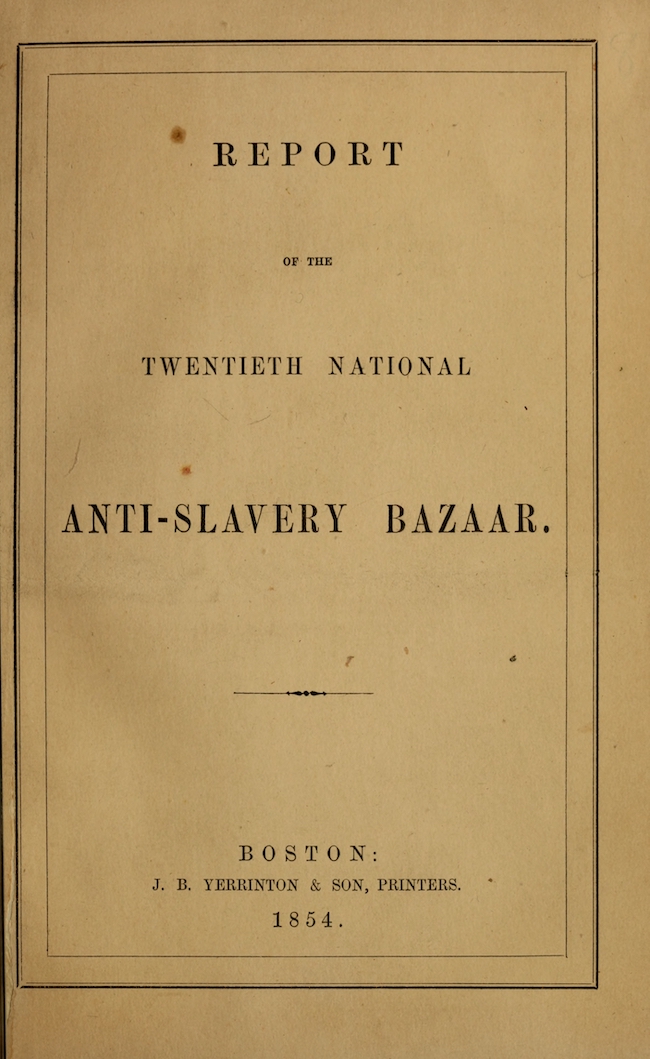 REPORT
OF THE
TWENTIETH NATIONAL
ANTI-SLAVERY BAZAAR.
BOSTON:
J. B. YERRINTON & SON, PRINTERS.
1854.